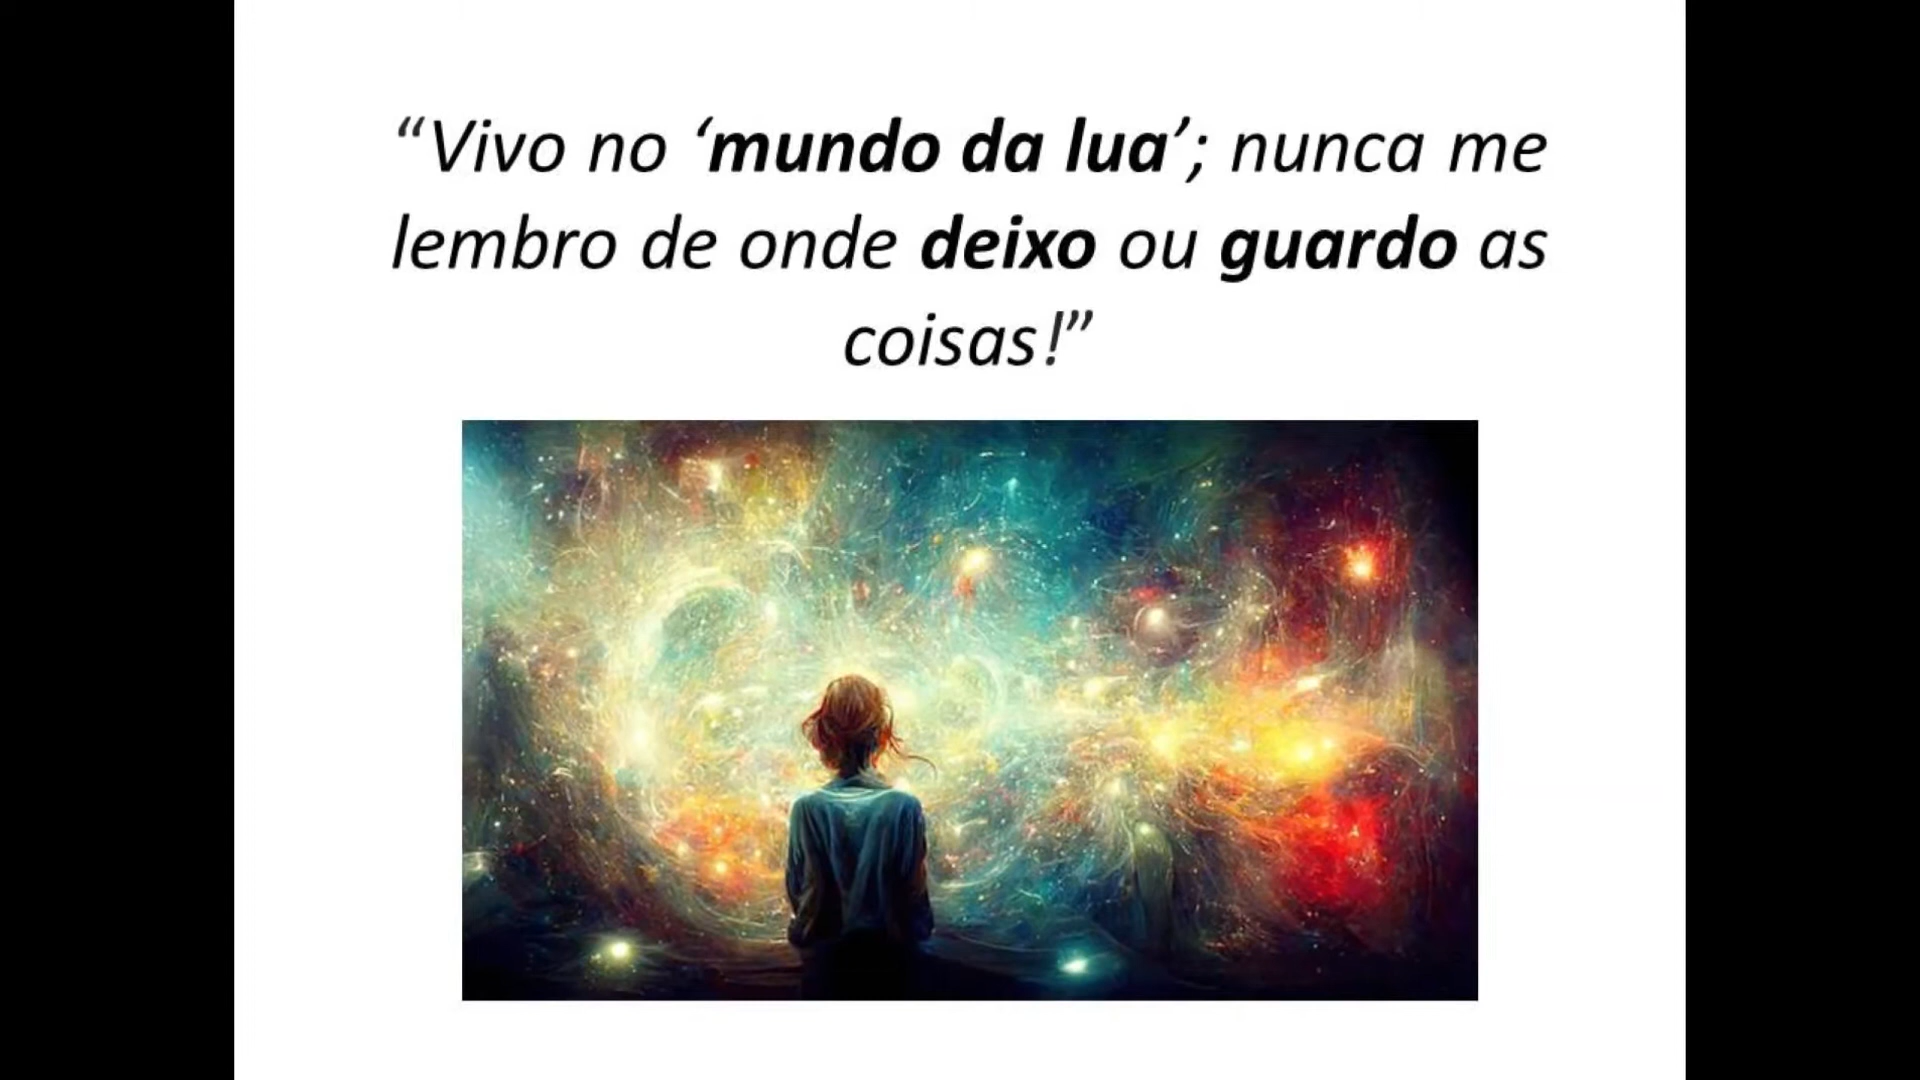 “Vivo no ‘mundo da lua’; nunca me
lembro de onde deixo ou guardo as
coisas!”